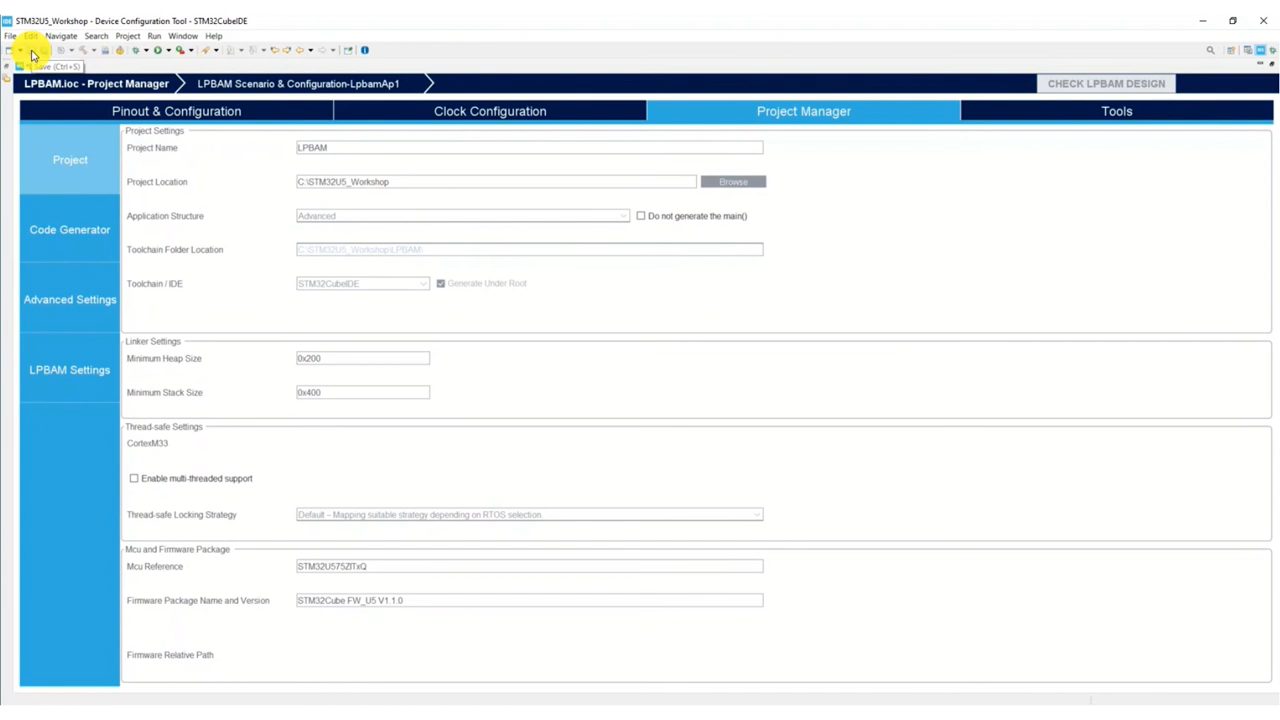 IDE STM32U5_Workshop - Device Configuration Tool - STM32CubeIDE
File Edit Navigate Search Project Run Window Help
Save (Ctrl+S)
LPBAM.ioc - Project Manager LPBAM Scenario & Configuration-LpbamAp1 CHECK LPBAM DESIGN
Pinout & Configuration Clock Configuration Project Manager Tools
Project
Code Generator
Advanced Settings
LPBAM Settings
Project Settings
Project Name LPBAM
Project Location C:\STM32U5_Workshop Browse
Application Structure Advanced Do not generate the main()
Toolchain Folder Location C:\STM32U5_Workshop\LPBAM\
Toolchain / IDE STM32CubeIDE Generate Under Root
Linker Settings
Minimum Heap Size 0x200
Minimum Stack Size 0x400
Thread-safe Settings
CortexM33
Enable multi-threaded support
Thread-safe Locking Strategy Default – Mapping suitable strategy depending on RTOS selection.
Mcu and Firmware Package
Mcu Reference STM32U575ZITxQ
Firmware Package Name and Version STM32Cube FW_U5 V1.1.0
Firmware Relative Path